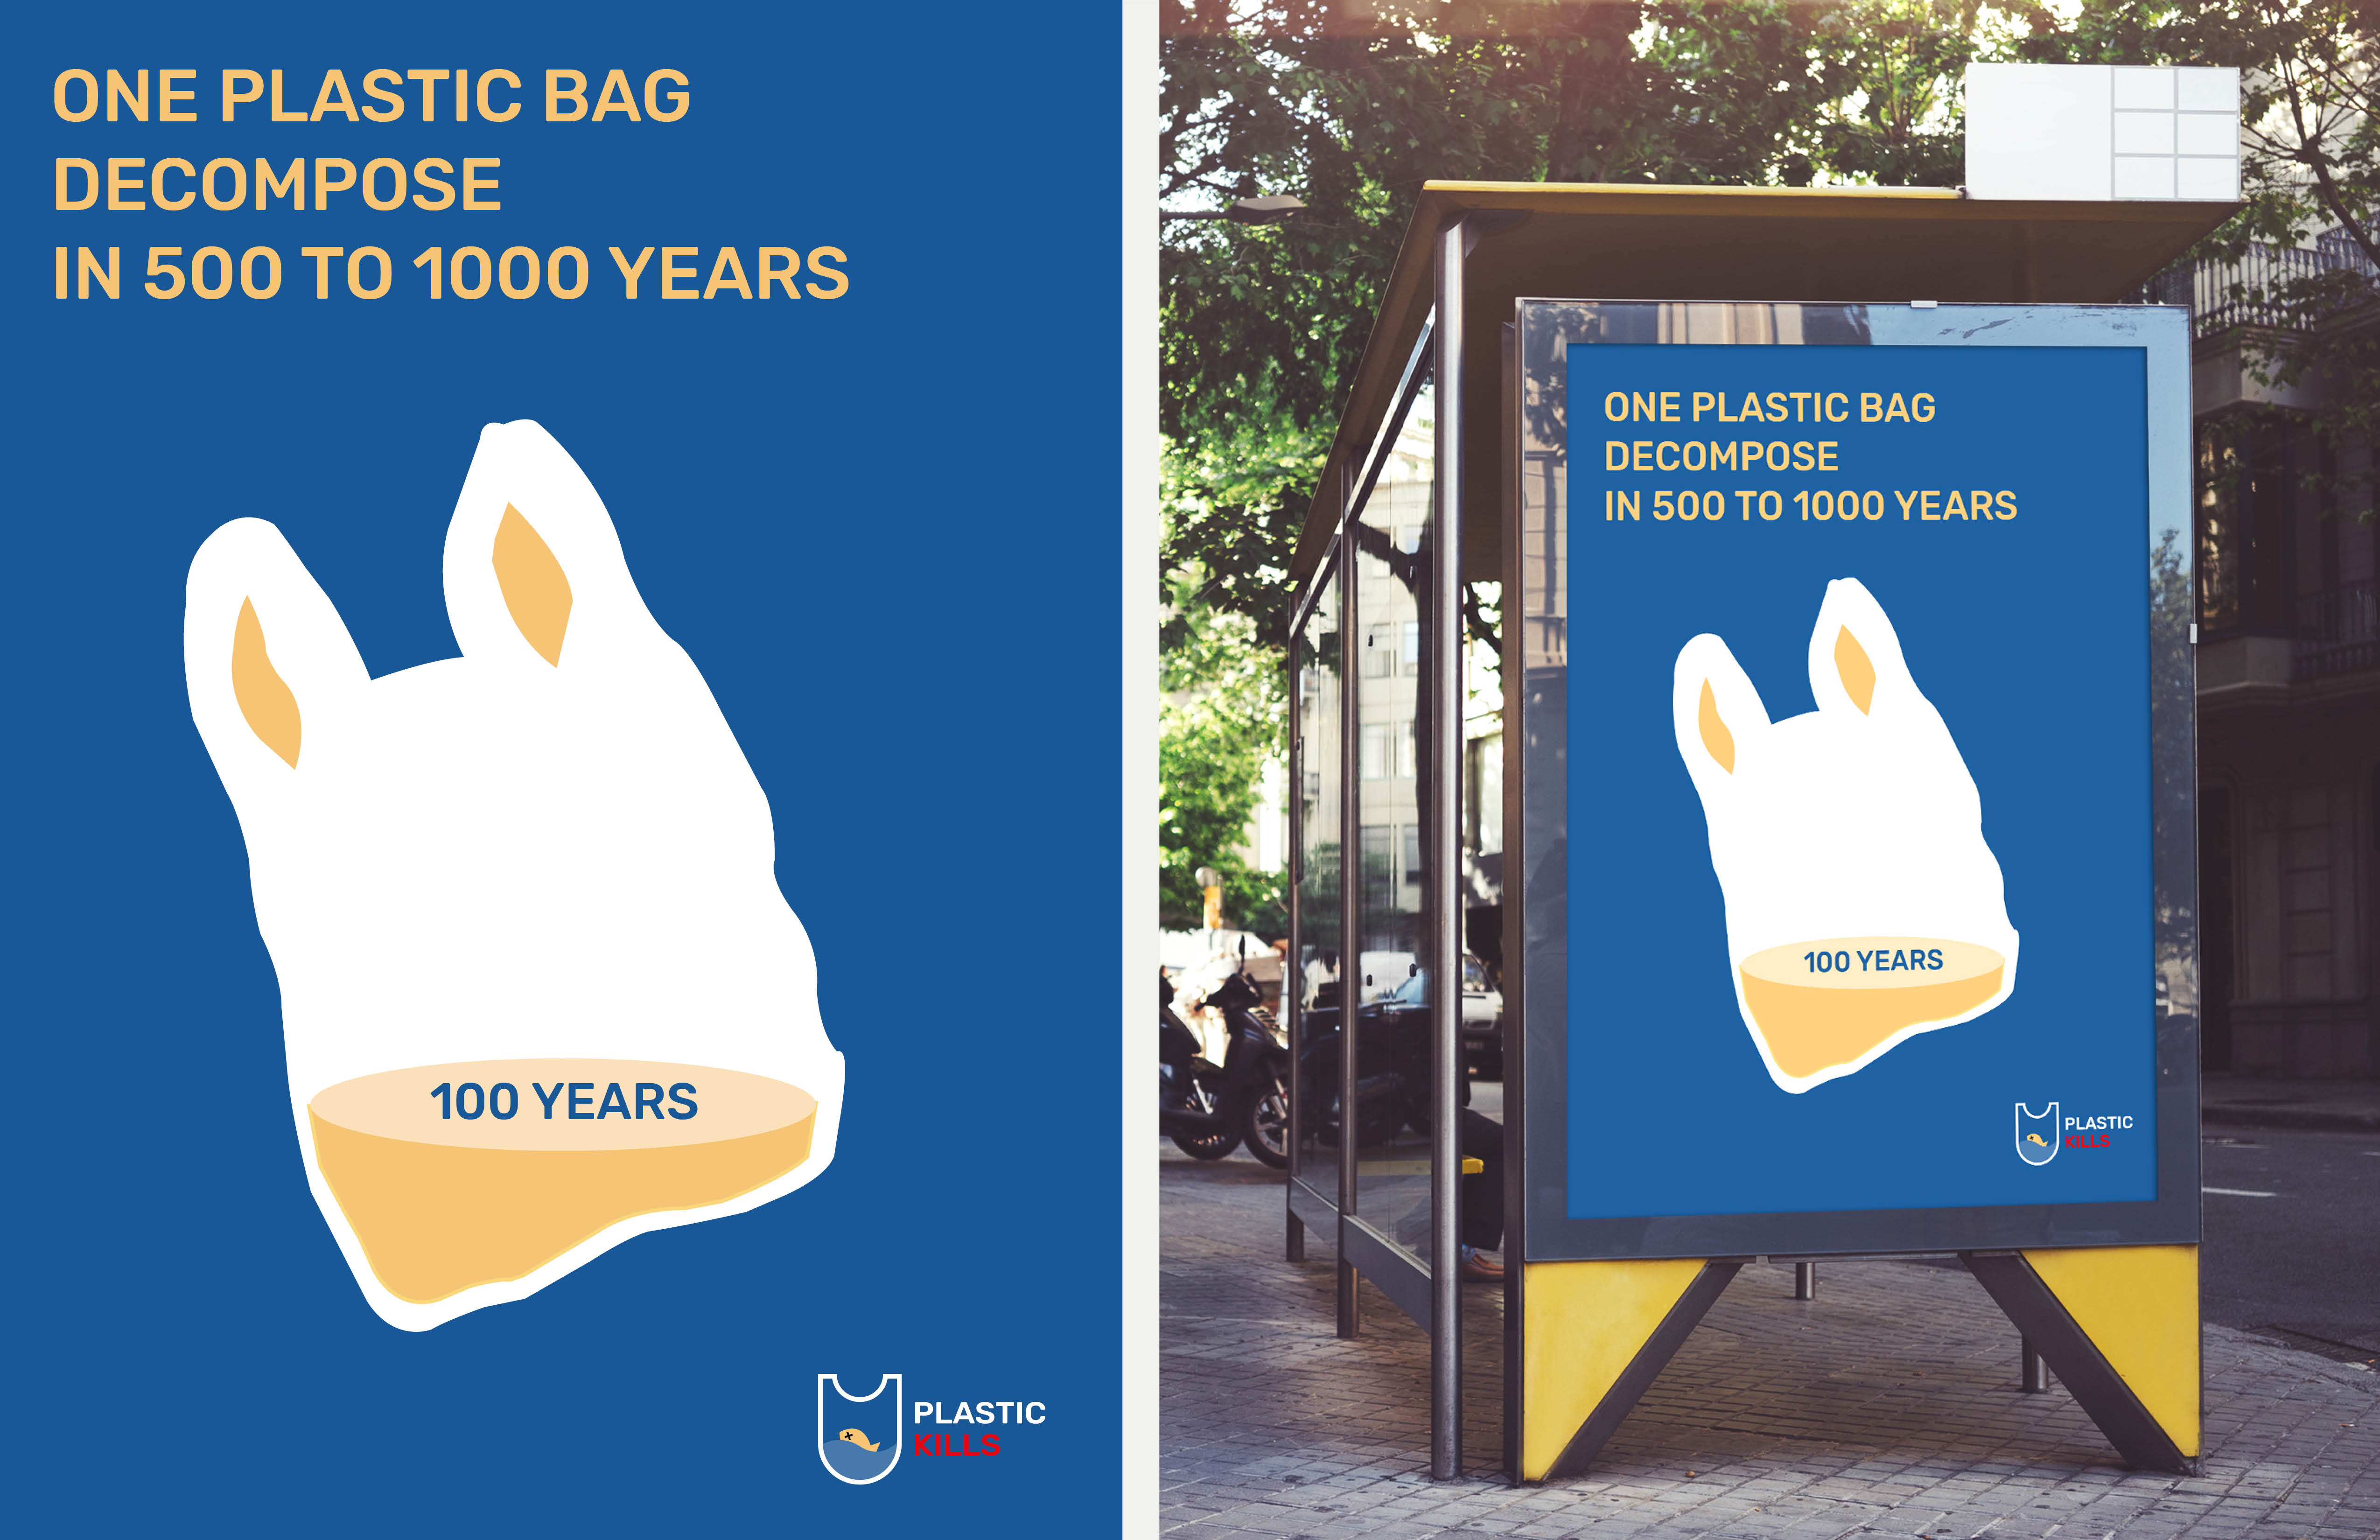 ONE PLASTIC BAG
DECOMPOSE
IN 500 TO 1000 YEARS
100 YEARS
PLASTIC
KILLS
ONE PLASTIC BAG
DECOMPOSE
IN 500 TO 1000 YEARS
100 YEARS
PLASTIC
KILLS